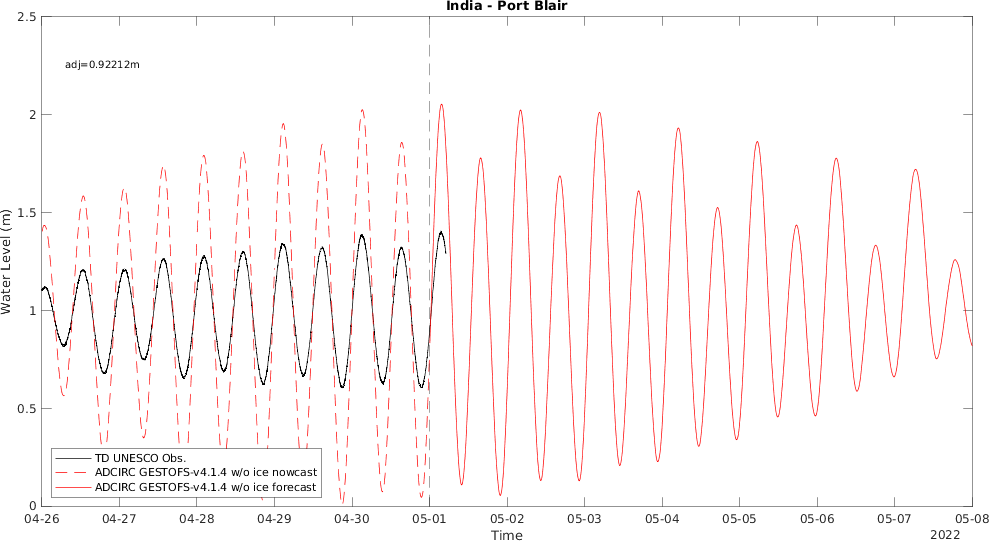 India - Port Blair
2.5
adj=0.92212m
2
1.5
Water Level (m)
1
0.5
TD UNESCO Obs.
ADCIRC GESTOFS-v4.1.4 w/o ice nowcast
ADCIRC GESTOFS-v4.1.4 w/o ice forecast
0
04-26 04-27 04-28 04-29 04-30 05-01 05-02 05-03 05-04 05-05 05-06 05-07 05-08
Time
2022